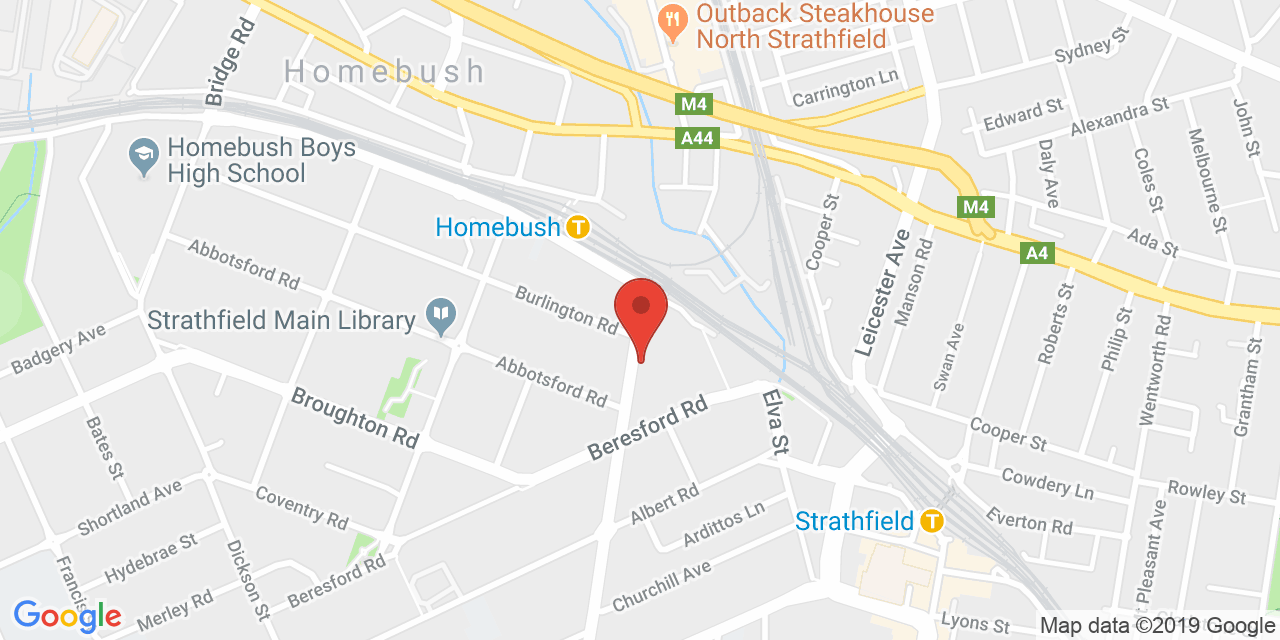 Outback Steakhouse
North Strathfield
Homebush
Bridge Rd
Sydney St
Carrington Ln
M4
Edward St
Alexandra St
John St
A44
Homebush Boys
High School
Daly Ave
Coles St
Melbourne St
Homebush
T
Cooper St
M4
Leicester Ave
Manson Rd
A4
Ada St
Abbotsford Rd
Burlington Rd
Strathfield Main Library
Badgery Ave
Swan Ave
Roberts St
Philip St
Wentworth Rd
Grantham St
Abbotsford Rd
Broughton Rd
Beresford Rd
Elva St
Bates St
Cooper St
Cowdery Ln
Rowley St
Shortland Ave
Coventry Rd
Albert Rd
Ardittos Ln
Strathfield
T
Everton Rd
Hydebrae St
Dickson St
Beresford Rd
Churchill Ave
Pleasant Ave
Francis
Merley Rd
Lyons St
Google
Map data ©2019 Google